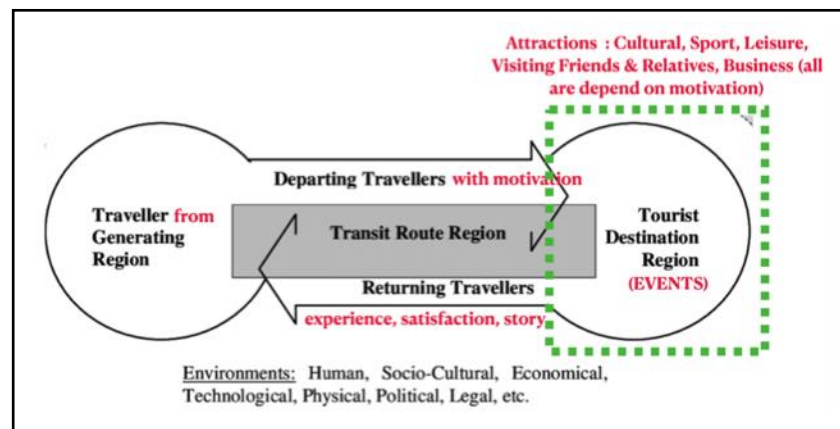 Attractions : Cultural, Sport, Leisure,
Visiting Friends & Relatives, Business (all
are depend on motivation)
Departing Travellers with motivation
Traveller from
Generating
Region
Transit Route Region
Tourist
Destination
Region
(EVENTS)
Returning Travellers
experience, satisfaction, story
Environments: Human, Socio-Cultural, Economical,
Technological, Physical, Political, Legal, etc.